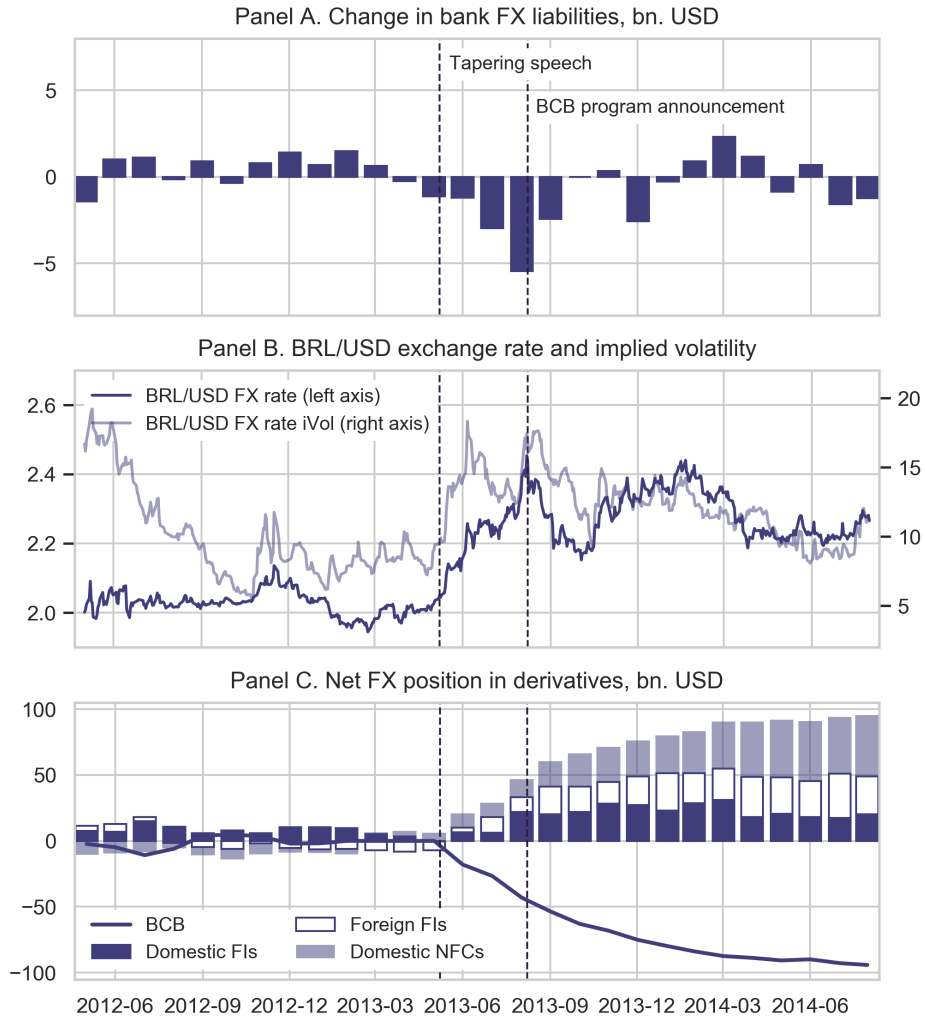 Panel A. Change in bank FX liabilities, bn. USD
Tapering speech
5
BCB program announcement
0
−5
Panel B. BRL/USD exchange rate and implied volatility
BRL/USD FX rate (left axis)
2.6
20
BRL/USD FX rate iVol (right axis)
2.4
15
2.2
10
2.0
5
Panel C. Net FX position in derivatives, bn. USD
100
50
0
−50
BCB
Foreign FIs
Domestic FIs
Domestic NFCs
−100
2012-06 2012-09 2012-12 2013-03 2013-06 2013-09 2013-12 2014-03 2014-06